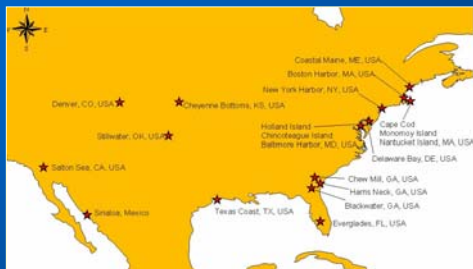 N
Coastal Maine, ME, USA
Boston Harbor, MA, USA
New York Harbor, NY, USA
Denver, CO, USA
Cheyenne Bottoms, KS, USA
Holland Island
Chincoteague Island
Baltimore Harbor, MD, USA
Cape Cod
Monomoy Island
Nantucket Island, MA, USA
Stillwater, OK, USA
Delaware Bay, DE, USA
Salton Sea, CA, USA
Chew Mill, GA, USA
Harris Neck, GA, USA
Blackwater, GA, USA
Sinaloa, Mexico
Texas Coast, TX, USA
Everglades, FL, USA